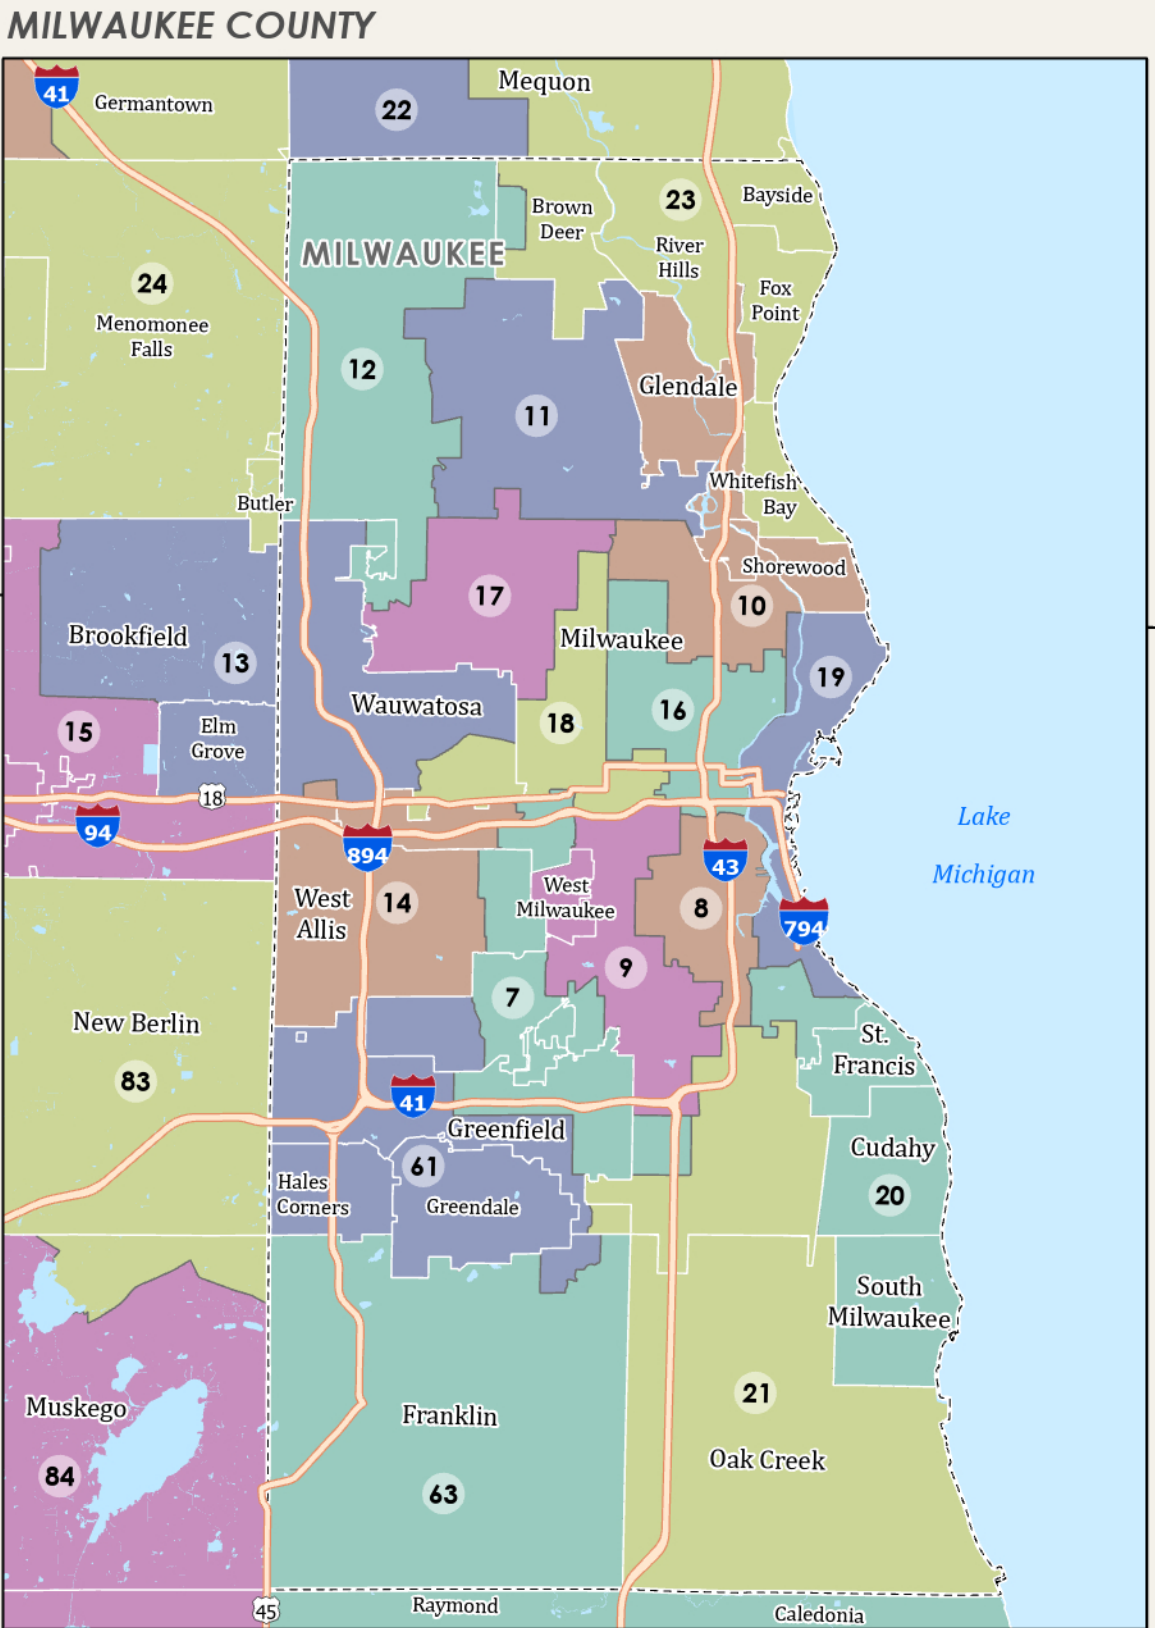 MILWAUKEE COUNTY
41
Germantown
22
Mequon
23
Bayside
Brown
Deer
MILWAUKEE
River
Hills
24
Fox
Point
Menomonee
Falls
12
Glendale
11
Whitefish
Bay
Butler
Shorewood
17
10
Brookfield
13
Milwaukee
19
15
Elm
Grove
Wauwatosa
18
16
18
94
Lake
Michigan
894
43
West
Allis
14
West
Milwaukee
8
794
9
7
New Berlin
83
St.
Francis
41
Greenfield
Cudahy
20
61
Hales
Corners
Greendale
South
Milwaukee
21
Muskego
Franklin
Oak Creek
84
63
45
Raymond
Caledonia